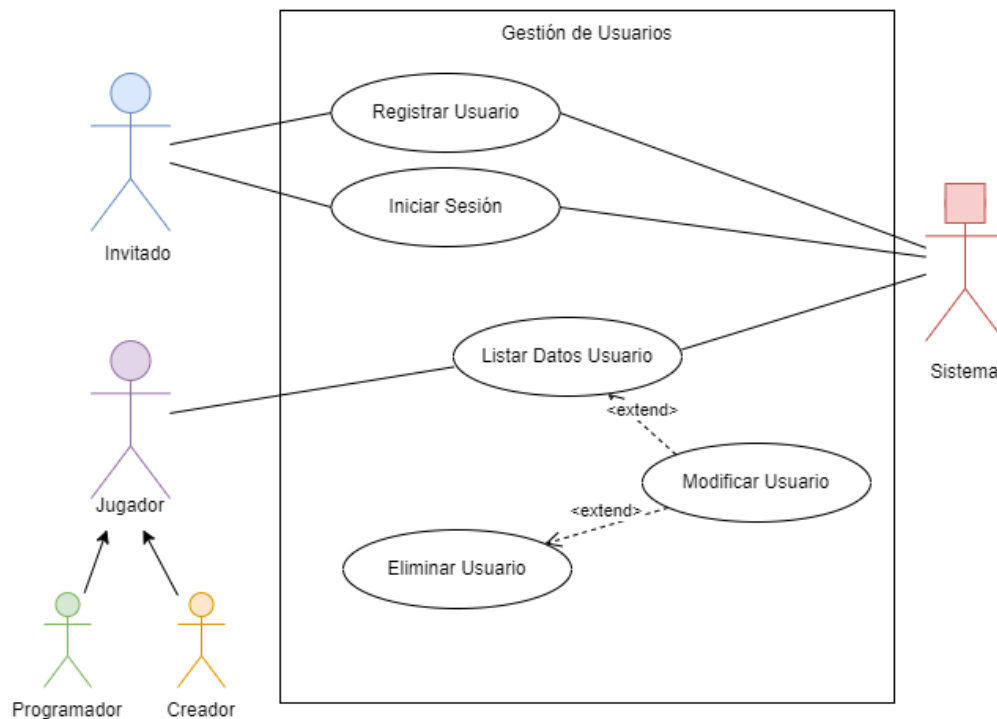 Gestión de Usuarios
Registrar Usuario
Iniciar Sesión
Invitado
Listar Datos Usuario
Sistema
<extend>
Modificar Usuario
Jugador
<extend>
Eliminar Usuario
Programador
Creador